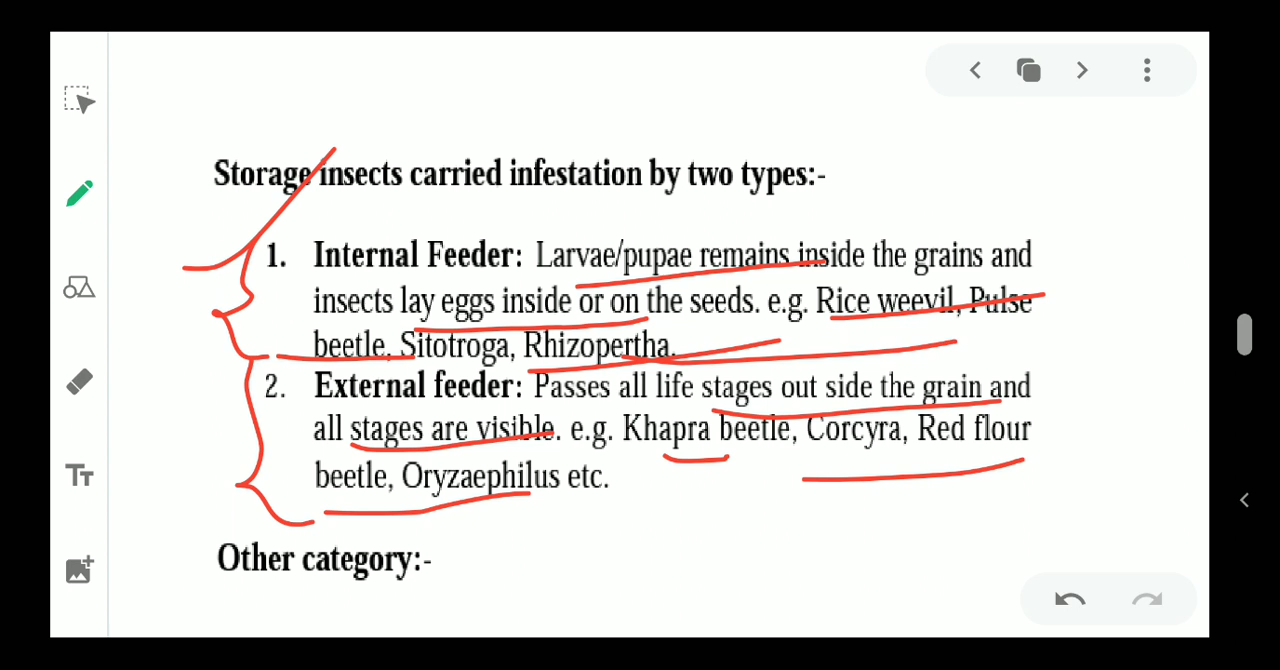 Storage insects carried infestation by two types:-
1. Internal Feeder: Larvae/pupae remains inside the grains and
insects lay eggs inside or on the seeds. e.g. Rice weevil, Pulse
beetle, Sitotroga, Rhizopertha.
2. External feeder: Passes all life stages out side the grain and
all stages are visible. e.g. Khapra beetle, Corcyra, Red flour
beetle, Oryzaephilus etc.
Other category:-
Tт